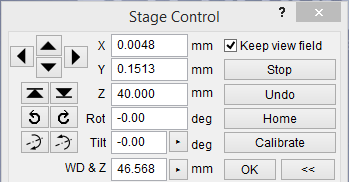 Stage Control ? ×
X 0.0048 mm Keep view field
Y 0.1513 mm Stop
Z 40.000 mm Undo
Rot -0.00 deg Home
Tilt -0.00 deg Calibrate
WD & Z 46.568 mm OK <<